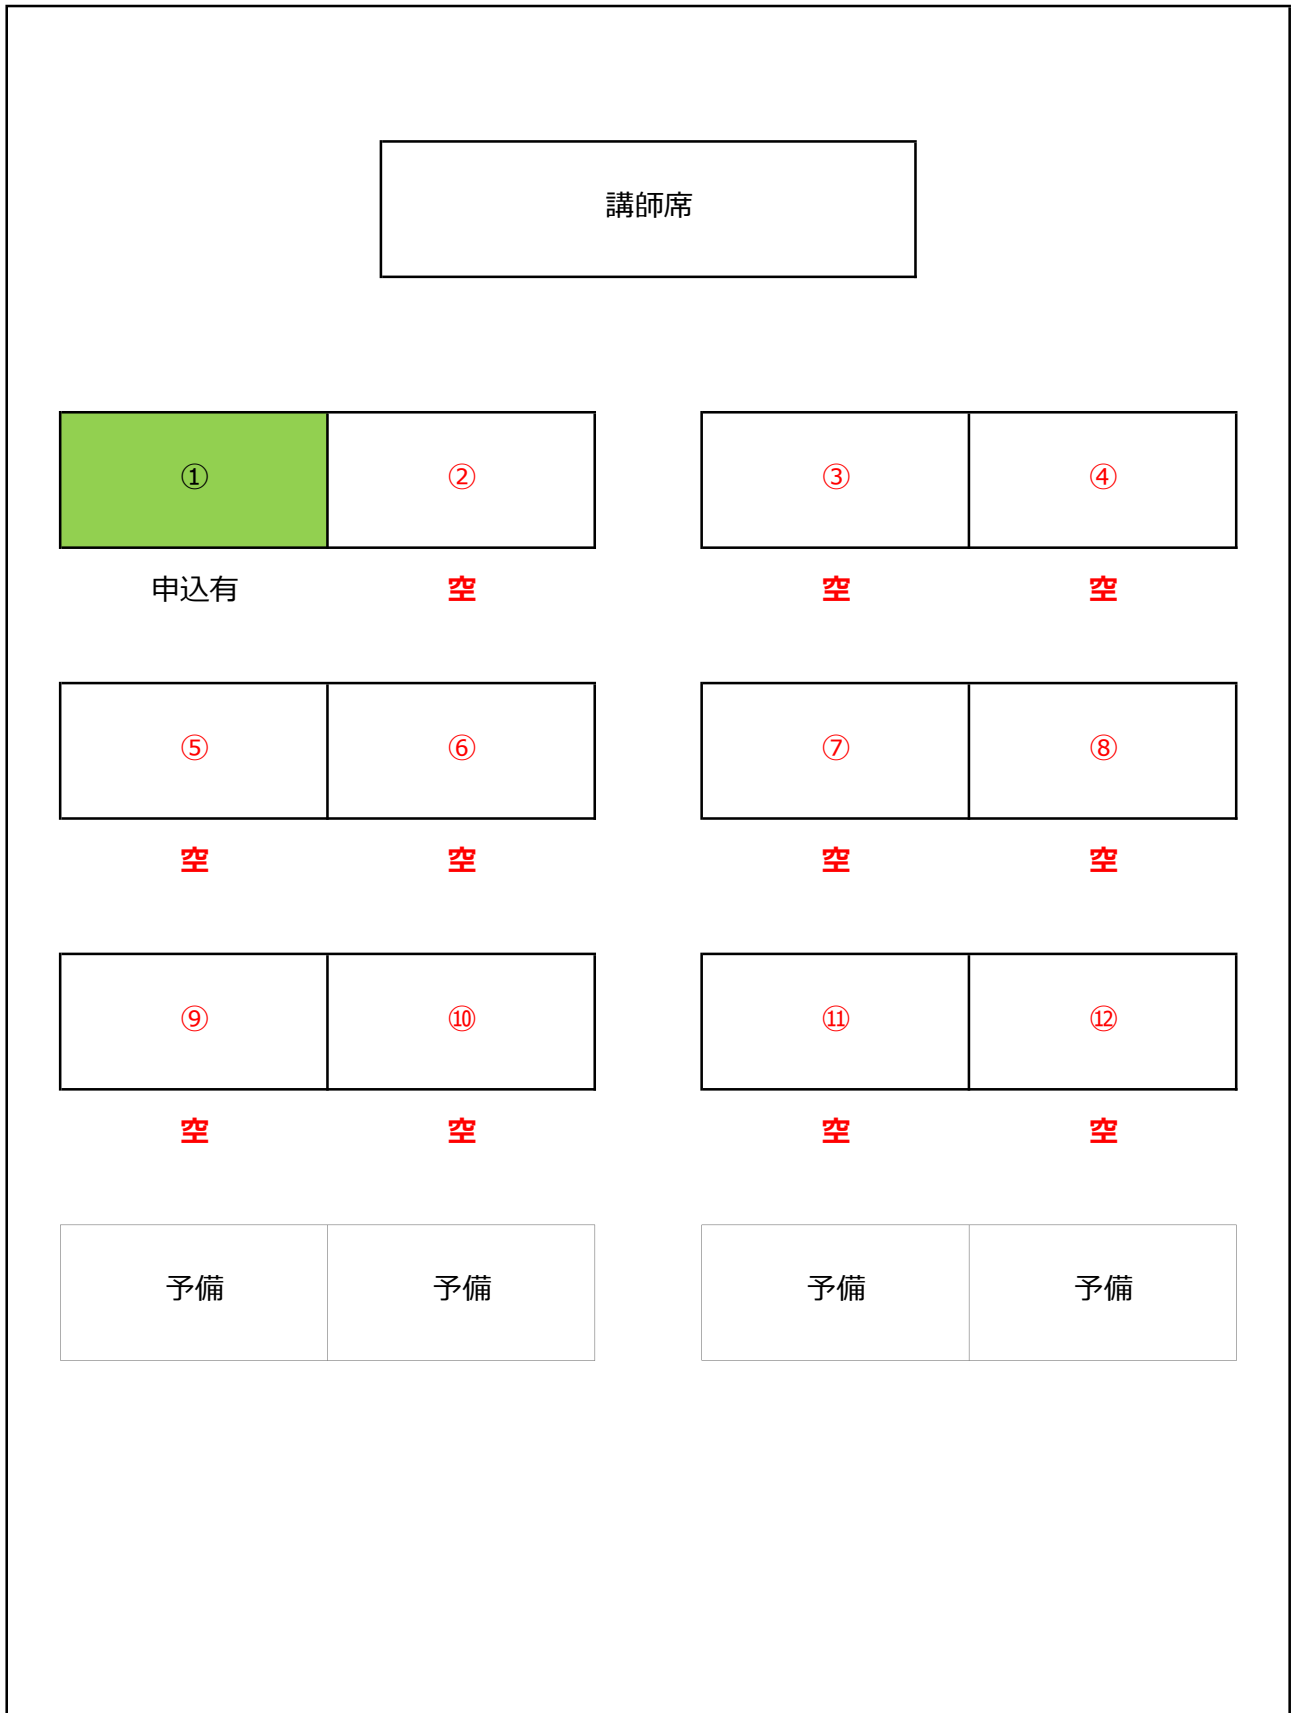 講師席
① ② ③ ④
申込有 空 空 空
⑤ ⑥ ⑦ ⑧
空 空 空 空
⑨ ⑩ ⑪ ⑫
空 空 空 空
予備 予備 予備 予備